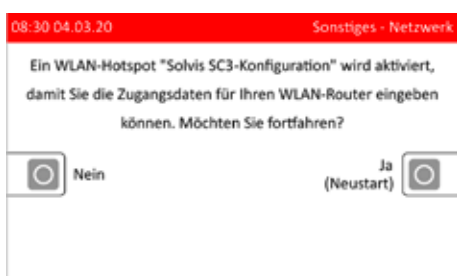 08:30 04.03.20 Sonstiges - Netzwerk
Ein WLAN-Hotspot "Solvis SC3-Konfiguration" wird aktiviert,
damit Sie die Zugangsdaten für Ihren WLAN-Router eingeben
können. Möchten Sie fortfahren?
Nein
Ja
(Neustart)